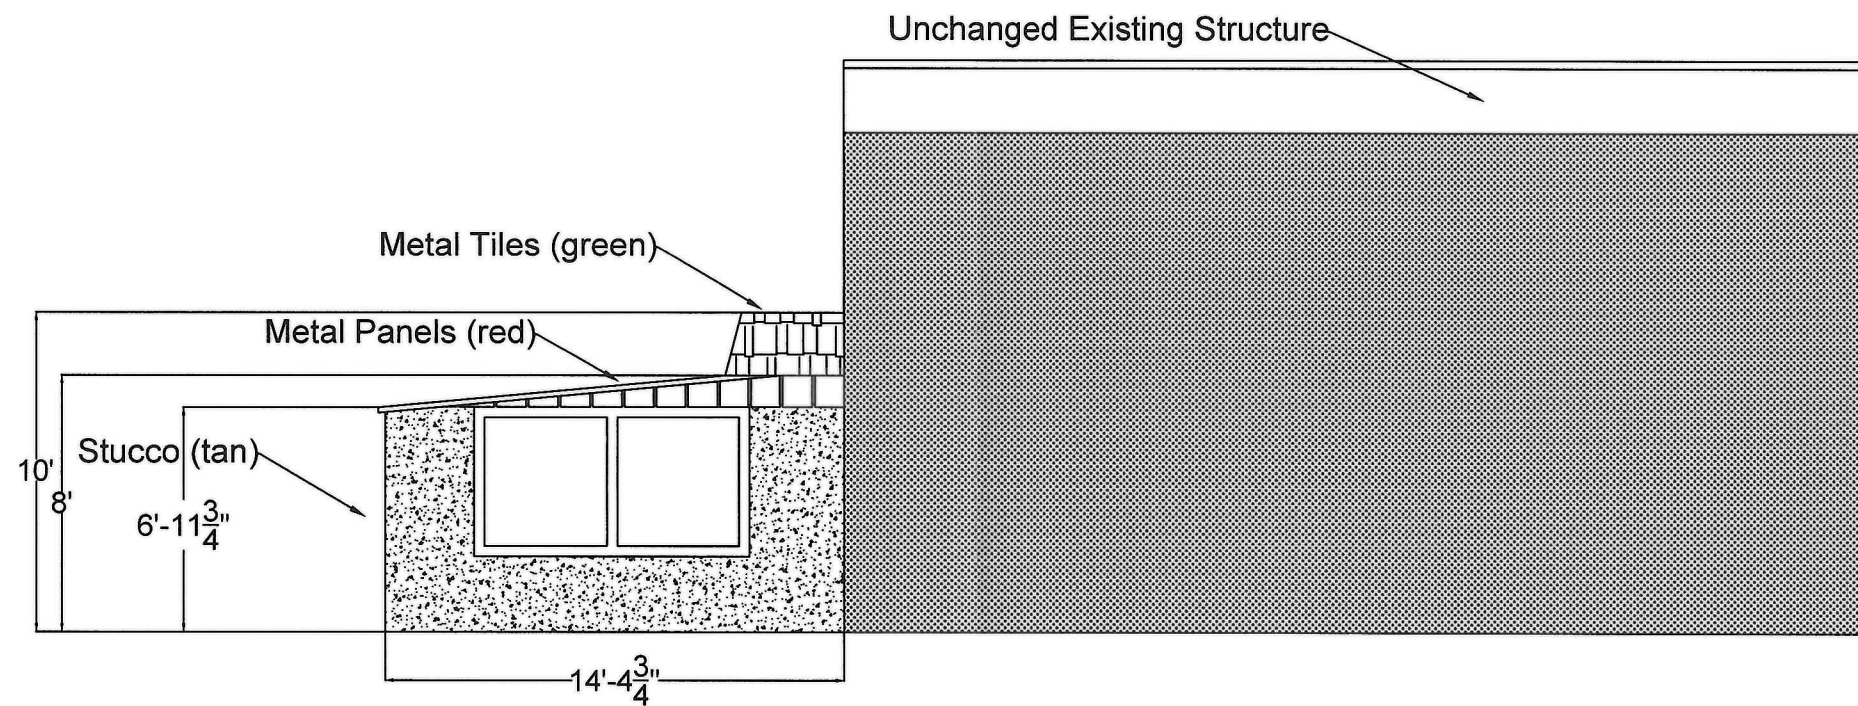 Unchanged Existing Structure
Metal Tiles (green)
Metal Panels (red)
Stucco (tan)
10'
8'
6'-11 3/4"
14'-4 3/4"